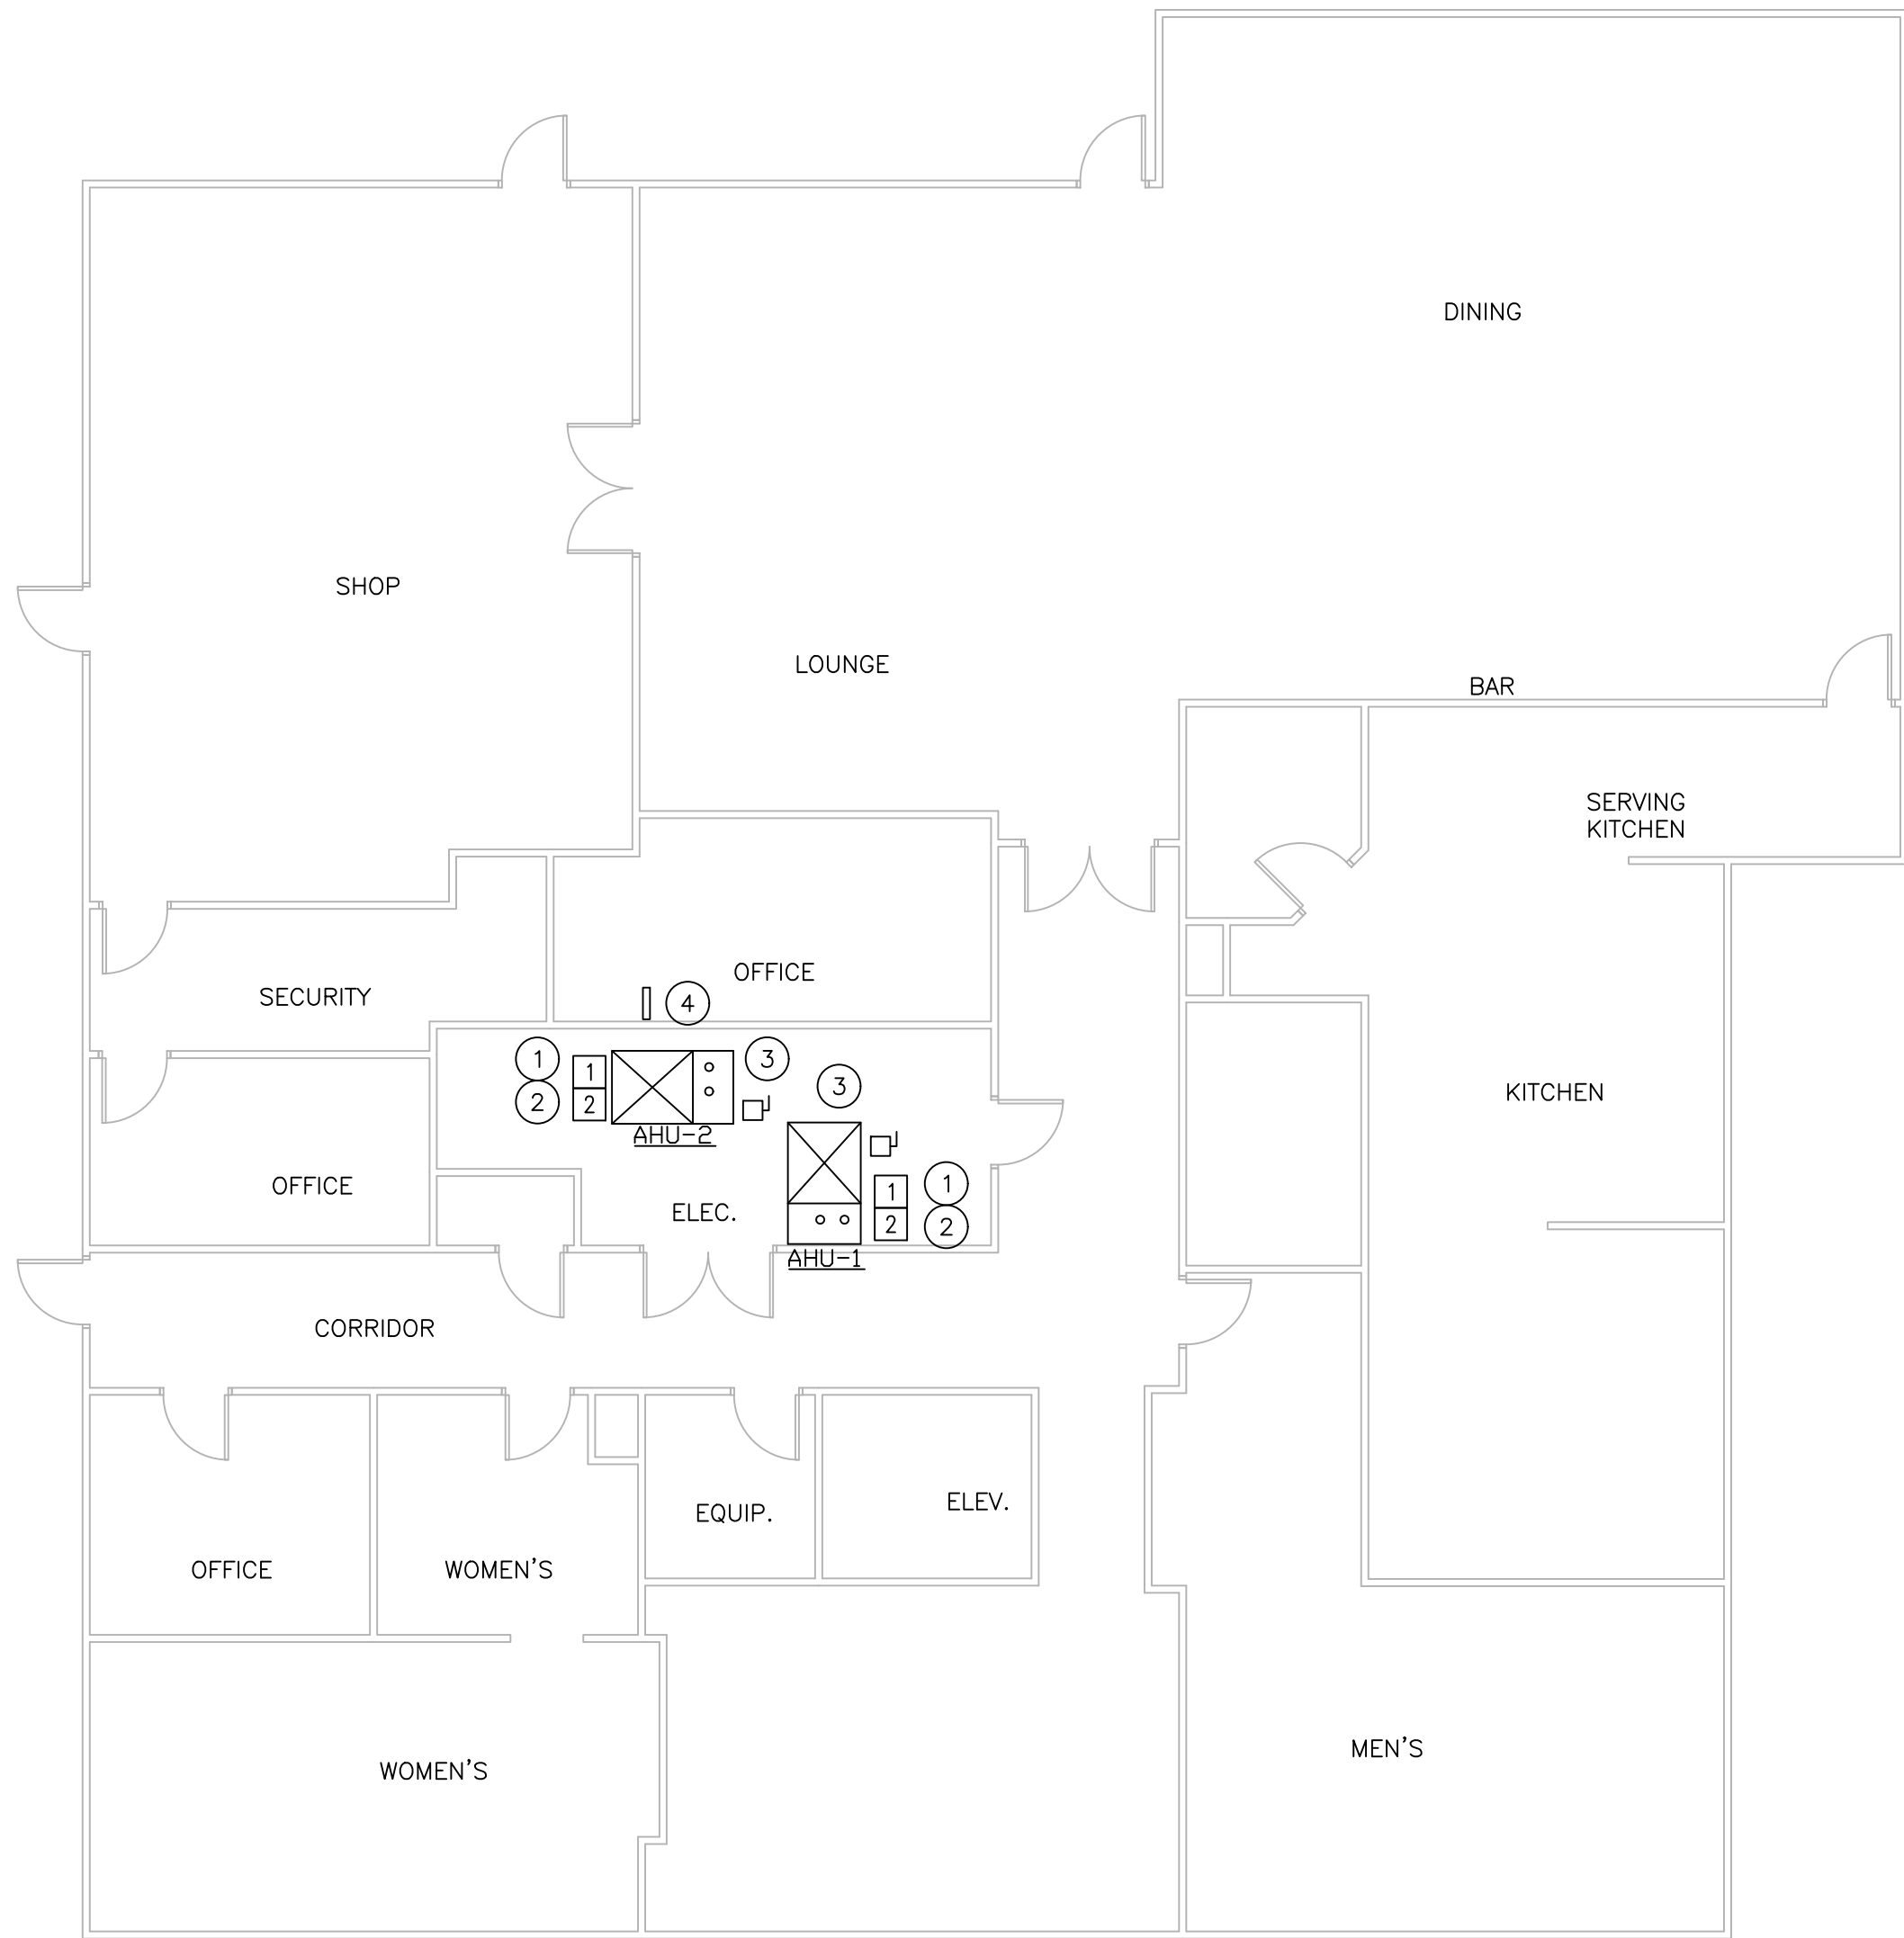 DINING
SHOP
LOUNGE
BAR
SERVING
KITCHEN
OFFICE
SECURITY
4
1
2
1
2
3
3
KITCHEN
AHU-2
OFFICE
1
2
1
2
ELEC.
AHU-1
CORRIDOR
ELEV.
EQUIP.
OFFICE
WOMEN'S
MEN'S
WOMEN'S